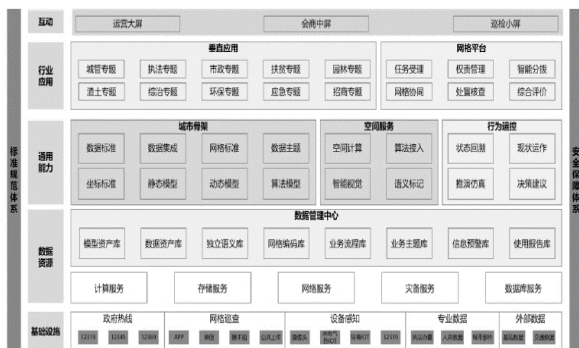 互动
运营大屏 会商中屏 巡检小屏
标准规范体系
安全保障体系
行业应用
垂直应用 网格平台
城管专题 执法专题 市政专题 扶贫专题 园林专题 任务受理 权责管理 智能分拨
渣土专题 综治专题 环保专题 应急专题 招商专题 网格协同 处置核查 综合评价
通用能力
城市骨架 空间服务 行为运控
数据标准 数据集成 网格标准 数据主题 空间计算 算法接入 状态回溯 现状运作
坐标标准 静态模型 动态模型 算法模型 智能视觉 语义标记 推演仿真 决策建议
数据资源
数据管理中心
模型资产库 数据资产库 独立语义库 网络编码库 业务流程库 业务主题库 信息预警库 使用报告库
计算服务 存储服务 网络服务 灾备服务 数据库服务
基础设施
政府热线 网格巡查 设备感知 专业数据 外部数据
12319 12345 12369 APP 微信 随手拍 公共上传 摄像头